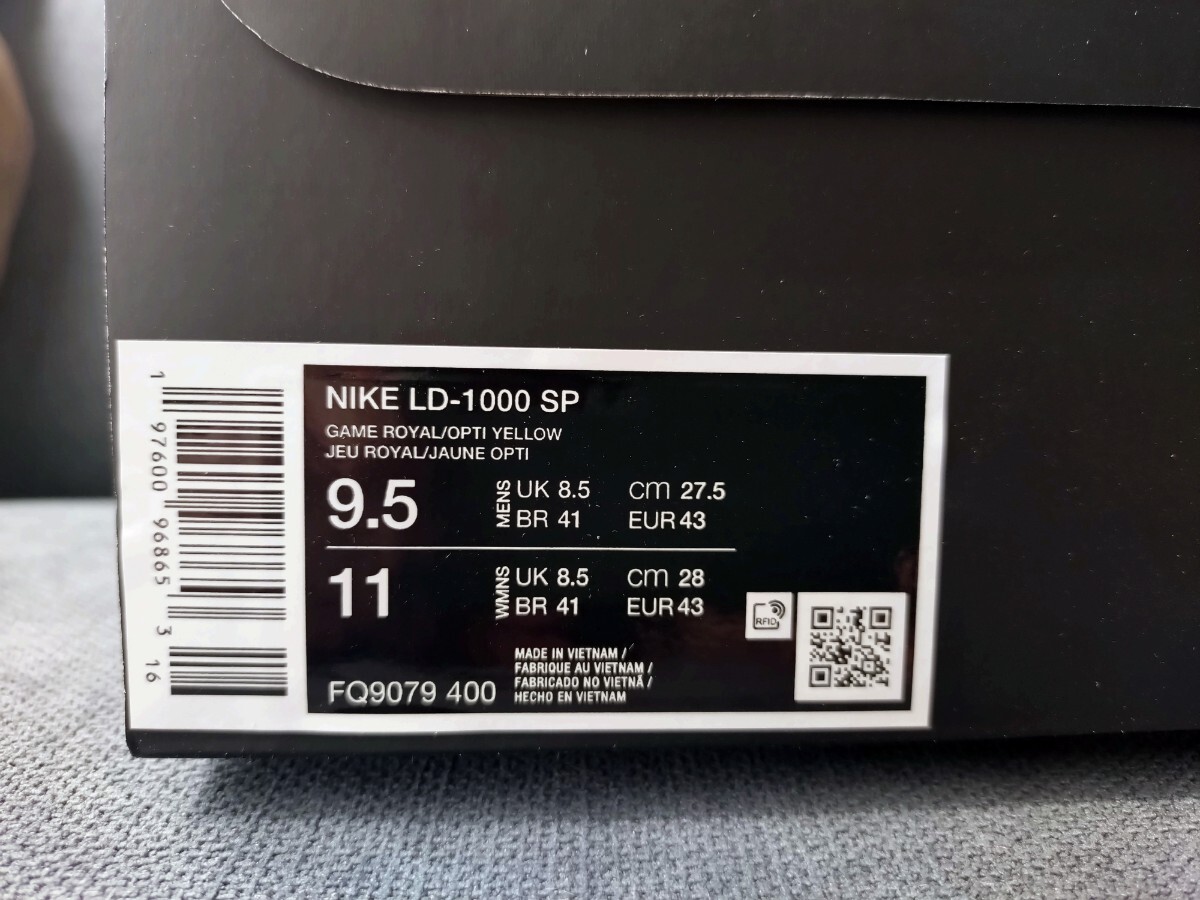 1 97600 96865 3 16
NIKE LD-1000 SP
GAME ROYAL/OPTI YELLOW
JEU ROYAL/JAUNE OPTI
9.5 MENS UK 8.5 cm 27.5
BR 41 EUR 43
11 WMNS UK 8.5 cm 28
BR 41 EUR 43
RFID
FQ9079 400
MADE IN VIETNAM /
FABRIQUE AU VIETNAM /
FABRICADO NO VIETNÃ /
HECHO EN VIETNAM